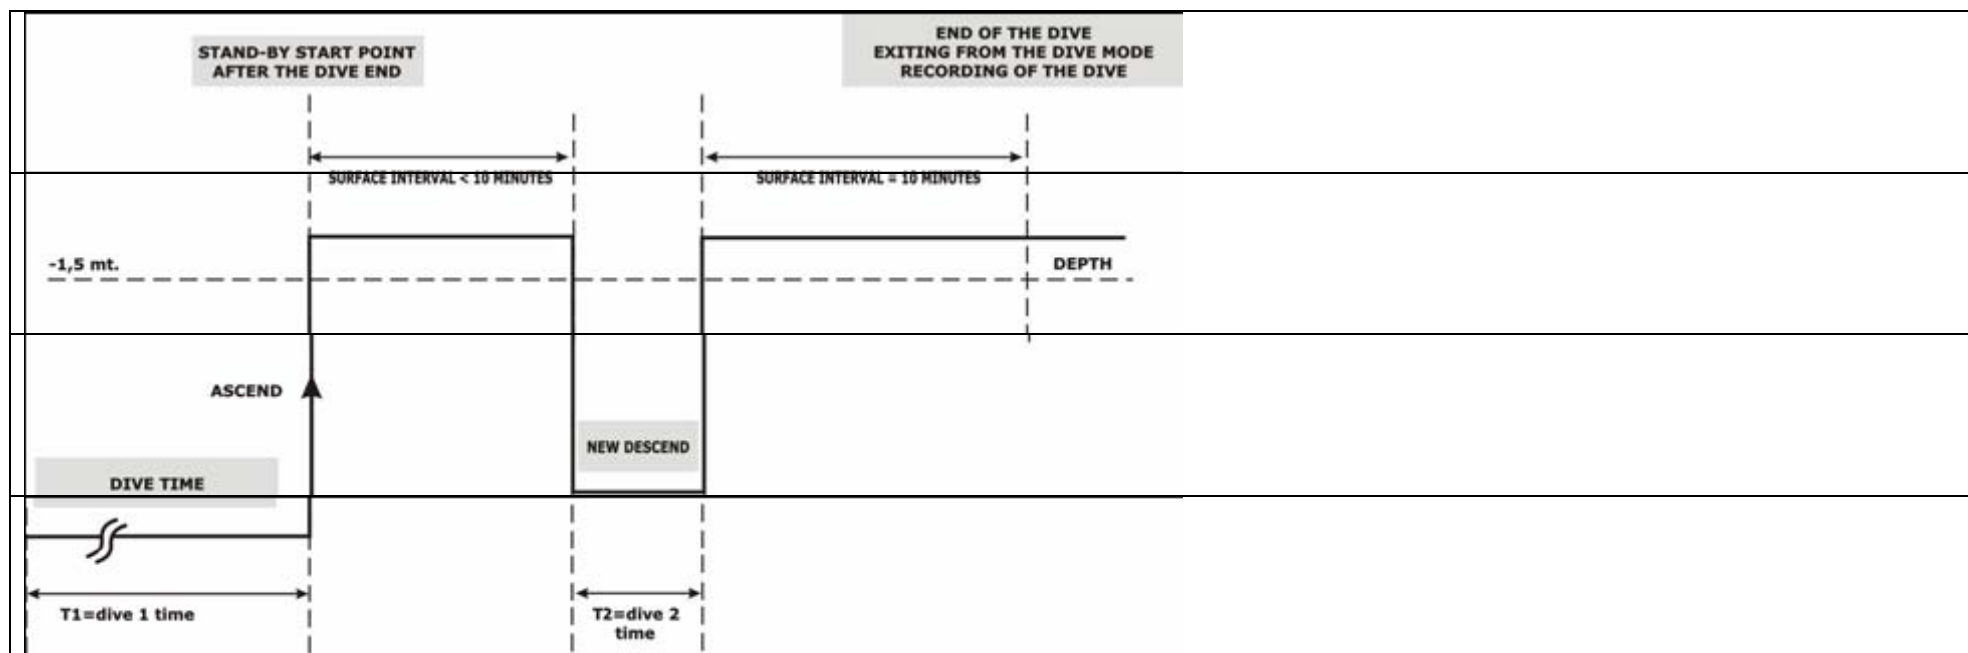 STAND-BY START POINT
AFTER THE DIVE END
END OF THE DIVE
EXITING FROM THE DIVE MODE
RECORDING OF THE DIVE
SURFACE INTERVAL < 10 MINUTES
SURFACE INTERVAL = 10 MINUTES
-1,5 mt.
DEPTH
ASCEND
NEW DESCEND
DIVE TIME
T1=dive 1 time
T2=dive 2
time